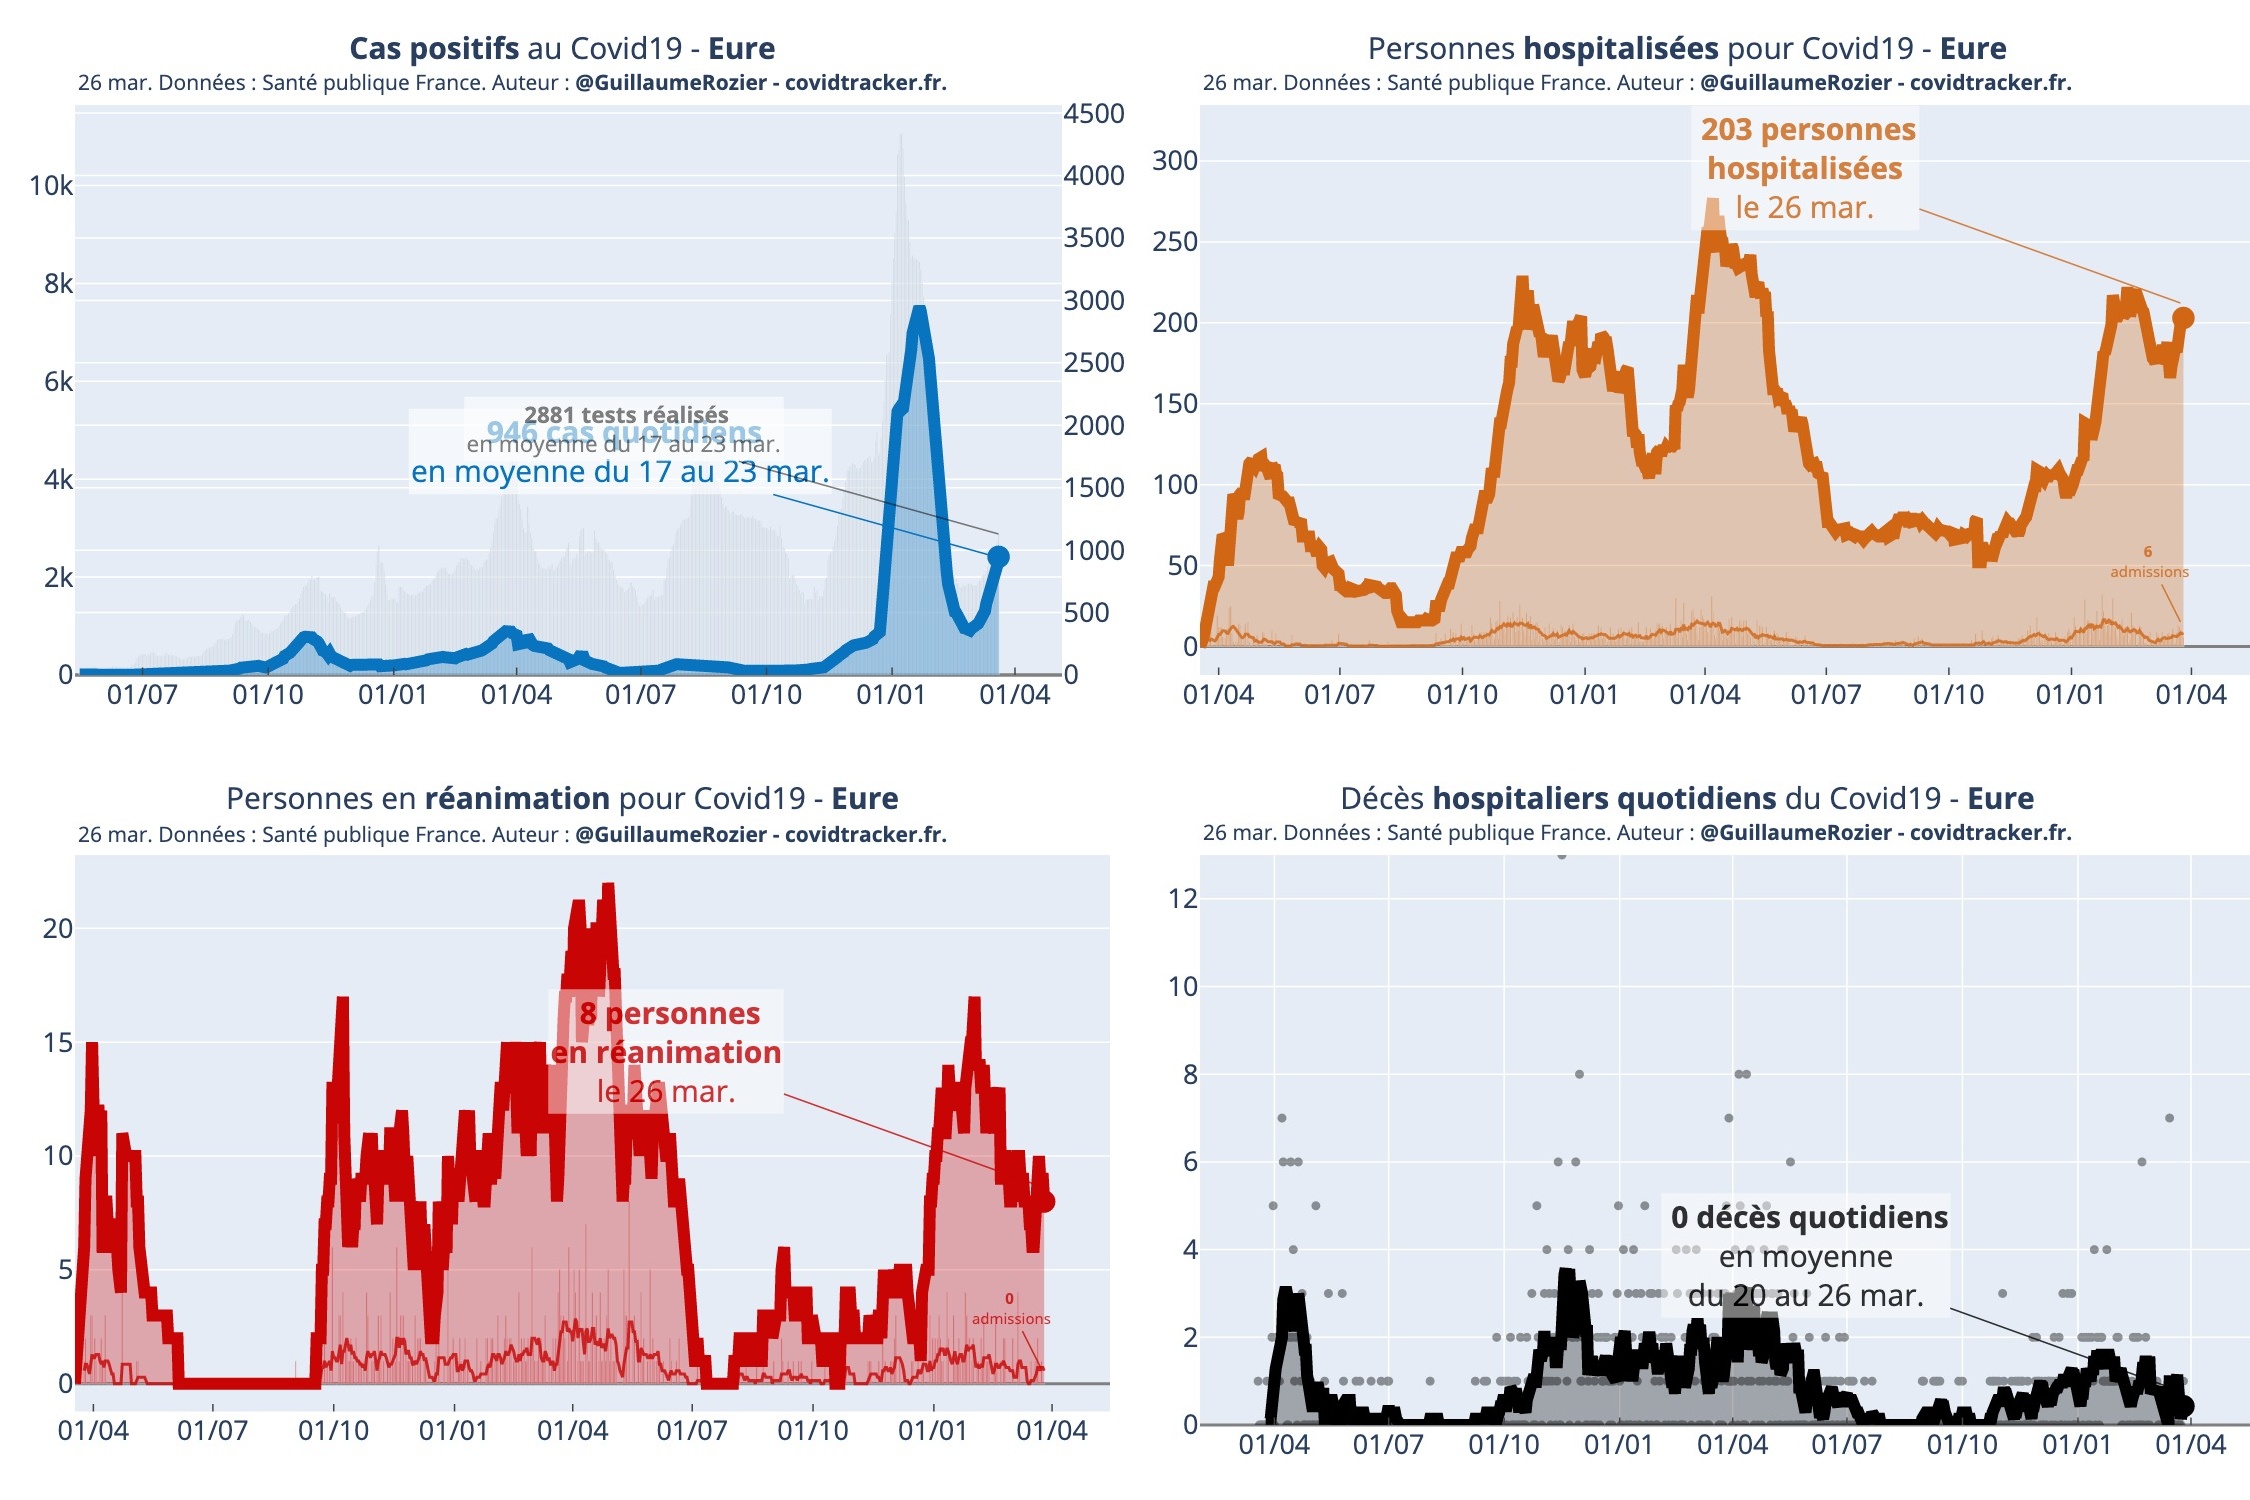 Cas positifs au Covid19 - Eure
26 mar. Données : Santé publique France. Auteur : @GuillaumeRozier - covidtracker.fr.
4500
4000
3500
3000
2500
2000
1500
1000
500
0
10k
8k
6k
4k
2k
0
2881 tests réalisés
en moyenne du 17 au 23 mar.
946 cas quotidiens
en moyenne du 17 au 23 mar.
01/07 01/10 01/01 01/04 01/07 01/10 01/01 01/04
Personnes hospitalisées pour Covid19 - Eure
26 mar. Données : Santé publique France. Auteur : @GuillaumeRozier - covidtracker.fr.
203 personnes
hospitalisées
le 26 mar.
300
250
200
150
100
50
0
6
admissions
01/04 01/07 01/10 01/01 01/04 01/07 01/10 01/01 01/04
Personnes en réanimation pour Covid19 - Eure
26 mar. Données : Santé publique France. Auteur : @GuillaumeRozier - covidtracker.fr.
20
15
10
5
0
8 personnes
en réanimation
le 26 mar.
0
admissions
01/04 01/07 01/10 01/01 01/04 01/07 01/10 01/01 01/04
Décès hospitaliers quotidiens du Covid19 - Eure
26 mar. Données : Santé publique France. Auteur : @GuillaumeRozier - covidtracker.fr.
12
10
8
6
4
2
0
0 décès quotidiens
en moyenne
du 20 au 26 mar.
01/04 01/07 01/10 01/01 01/04 01/07 01/10 01/01 01/04